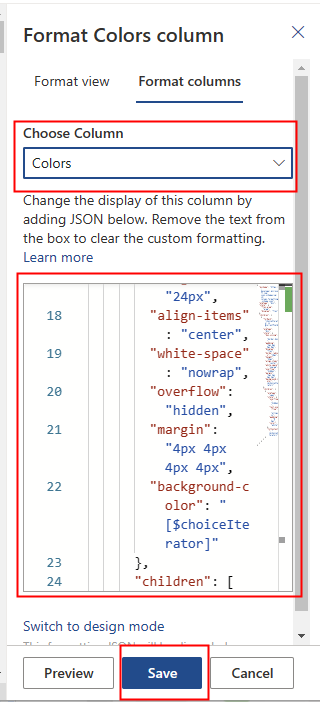 Format Colors column
Format view
Format columns
Choose Column
Colors
Change the display of this column by
adding JSON below. Remove the text from
the box to clear the custom formatting.
Learn more
"24px",
18 "align-items"
: "center",
19 "white-space"
: "nowrap",
20 "overflow":
"hidden",
21 "margin":
"4px 4px
4px 4px",
22 "background-c
olor": "
[$choiceIte
rator]"
23 },
24 "children": [
Switch to design mode
Preview
Save
Cancel